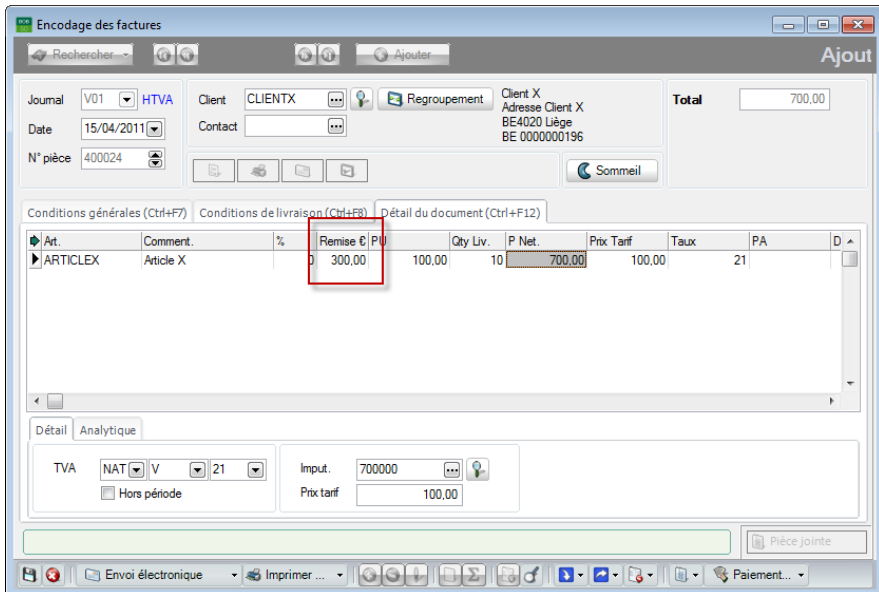 Encodage des factures
Rechercher Ajouter Ajout
Journal V01 HTVA Client CLIENTX ... Regroupement Client X Total 700,00
Adresse Client X
Date 15/04/2011 Contact ... BE4020 Liège
BE 0000000196
N° pièce 400024 Sommeil
Conditions générales (Ctrl+F7) Conditions de livraison (Ctrl+F8) Détail du document (Ctrl+F12)
Art. Comment. % Remise € PU Qty Liv. P Net. Prix Tarif Taux PA D
ARTICLEX Article X 0 300,00 100,00 10 700,00 100,00 21
Détail Analytique
TVA NAT V 21 Imput. 700000 ...
Hors période Prix tarif 100,00
Pièce jointe
Envoi électronique Imprimer ... Σ Paiement...